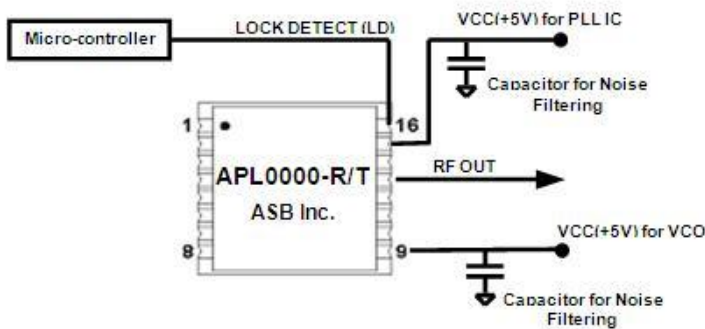 Micro-controller
LOCK DETECT (LD)
VCC(+5V) for PLL IC
Capacitor for Noise
Filtering
1
16
APL0000-R/T
ASB Inc.
RF OUT
8
9
VCC(+5V) for VCO
Capacitor for Noise
Filtering